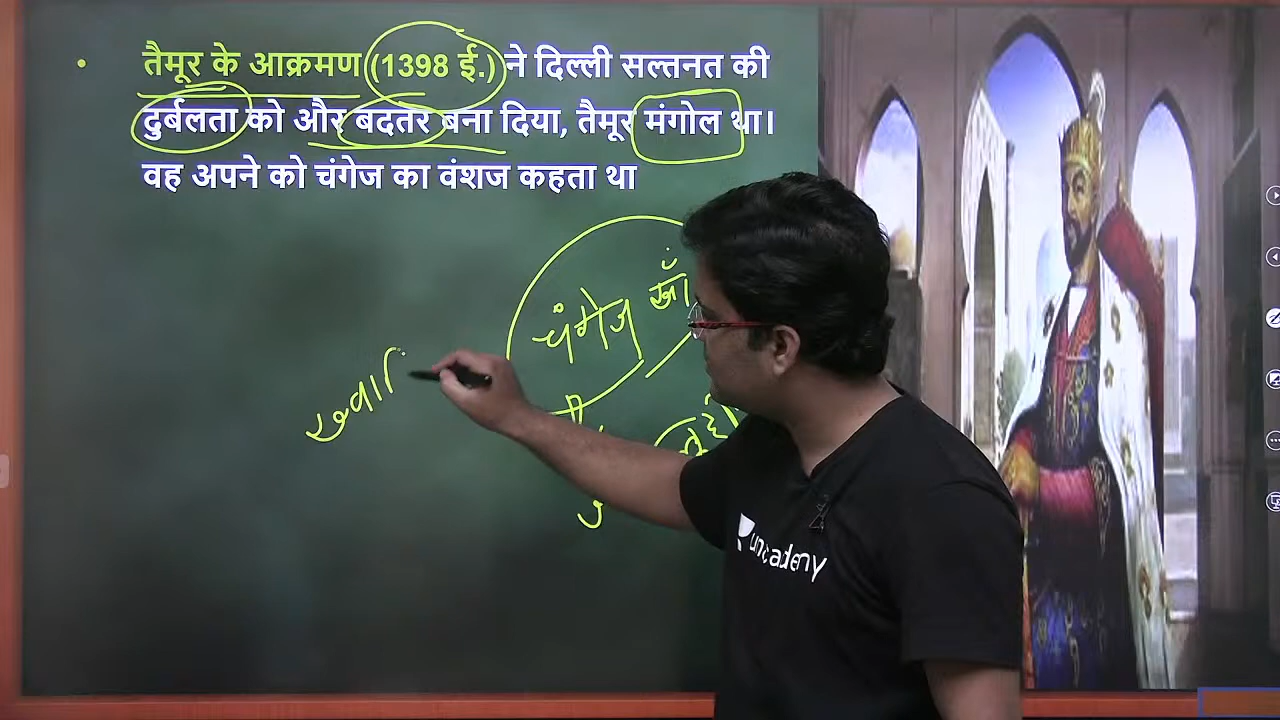 • तैमूर के आक्रमण (1398 ई.) ने दिल्ली सल्तनत की
दुर्बलता को और बदतर बना दिया, तैमूर मंगोल था।
वह अपने को चंगेज का वंशज कहता था
चंगेज खाँ
unacademy